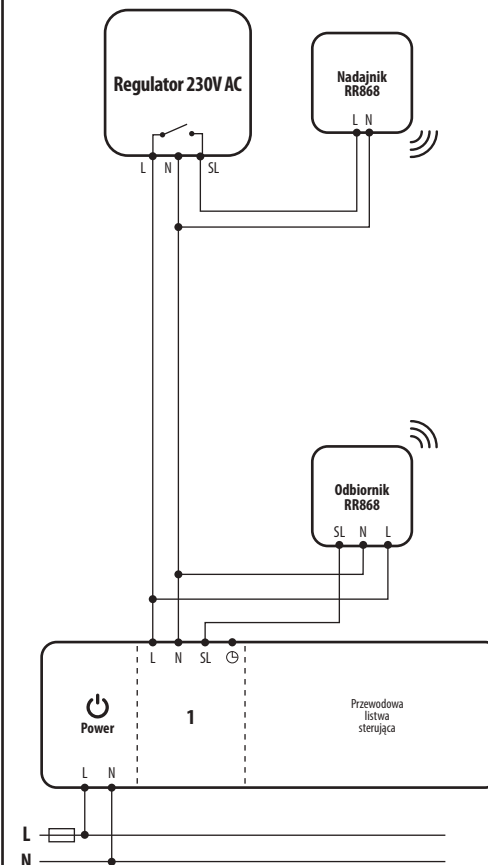 Regulator 230V AC
L N SL
Nadajnik
RR868
L N
Odbiornik
RR868
SL N L
L N SL
Power
1
Przewodowa
listwa
sterująca
L N
L
N